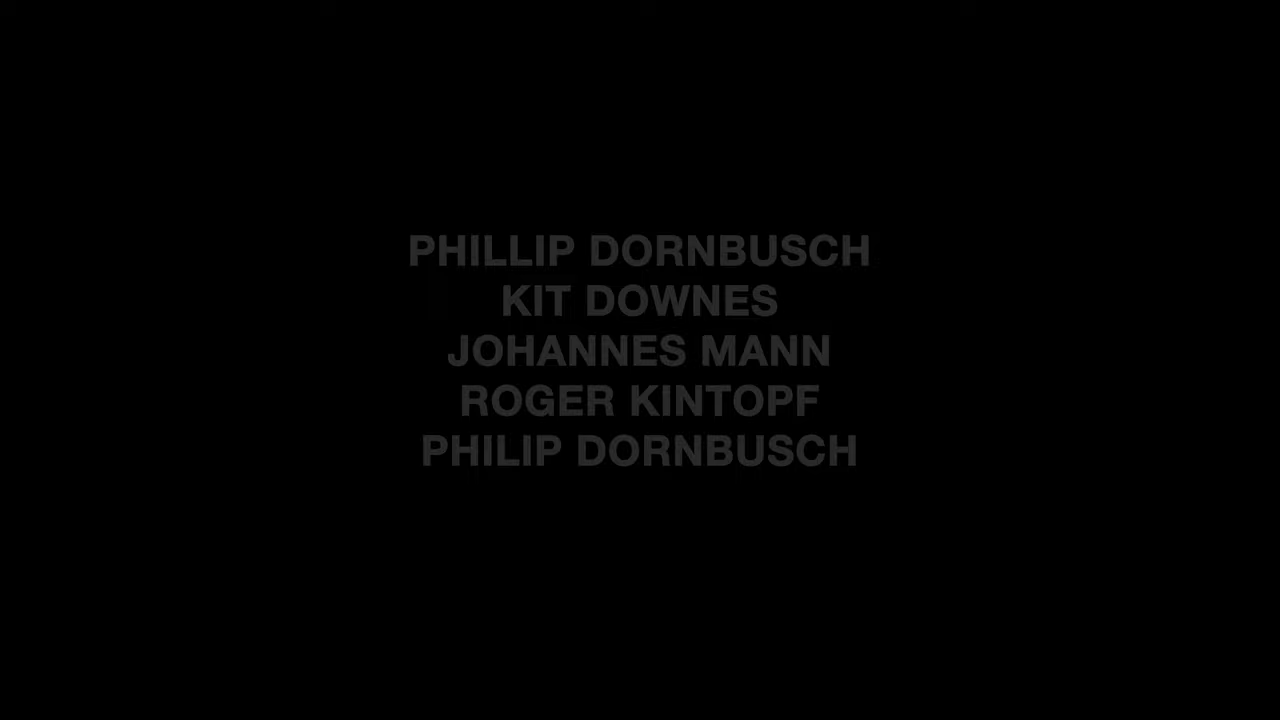 PHILLIP DORNBUSCH
KIT DOWNES
JOHANNES MANN
ROGER KINTOPF
PHILIP DORNBUSCH